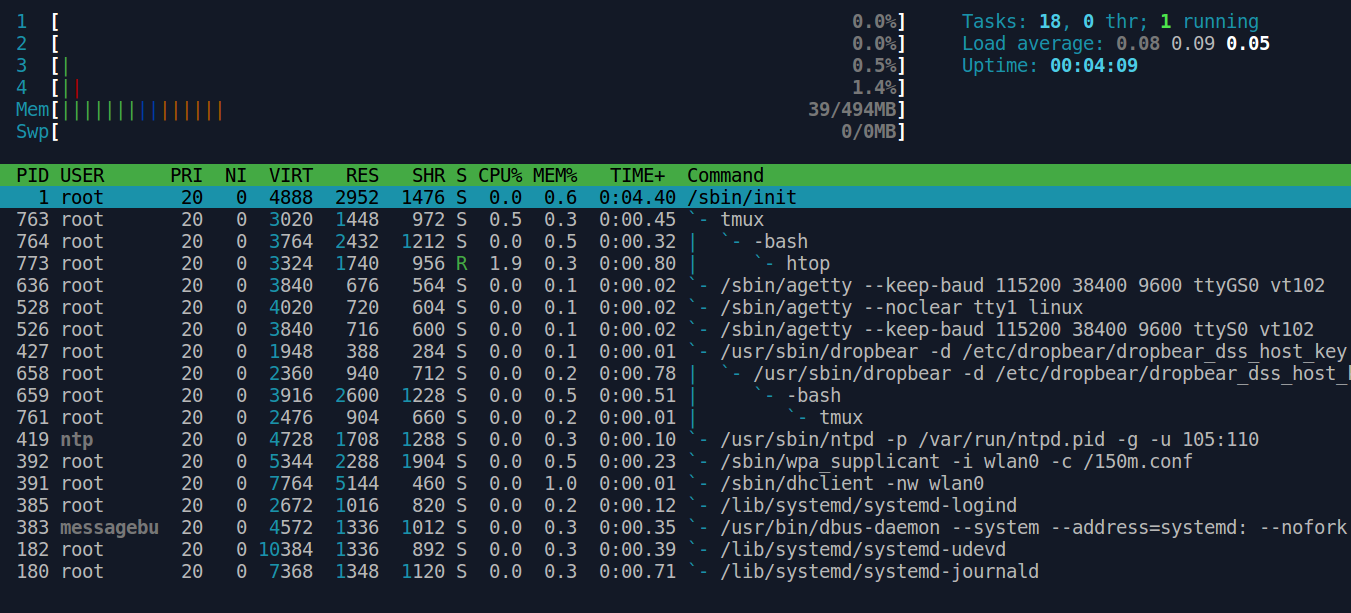 1 [ 0.0%] Tasks: 18, 0 thr; 1 running
2 [ 0.0%] Load average: 0.08 0.09 0.05
3 [| 0.5%] Uptime: 00:04:09
4 [|| 1.4%]
Mem[||||||||||||||| 39/494MB]
Swp[ 0/0MB]
PID USER PRI NI VIRT RES SHR S CPU% MEM% TIME+ Command
1 root 20 0 4888 2952 1476 S 0.0 0.6 0:04.40 /sbin/init
763 root 20 0 3020 1448 972 S 0.5 0.3 0:00.45 `- tmux
764 root 20 0 3764 2432 1212 S 0.0 0.5 0:00.32 | `- -bash
773 root 20 0 3324 1740 956 R 1.9 0.3 0:00.80 | `- htop
636 root 20 0 3840 676 564 S 0.0 0.1 0:00.02 `- /sbin/agetty --keep-baud 115200 38400 9600 ttyGS0 vt102
528 root 20 0 4020 720 604 S 0.0 0.1 0:00.02 `- /sbin/agetty --noclear tty1 linux
526 root 20 0 3840 716 600 S 0.0 0.1 0:00.02 `- /sbin/agetty --keep-baud 115200 38400 9600 ttyS0 vt102
427 root 20 0 1948 388 284 S 0.0 0.1 0:00.01 `- /usr/sbin/dropbear -d /etc/dropbear/dropbear_dss_host_key
658 root 20 0 2360 940 712 S 0.0 0.2 0:00.78 | `- /usr/sbin/dropbear -d /etc/dropbear/dropbear_dss_host_
659 root 20 0 3916 2600 1228 S 0.0 0.5 0:00.51 | `- -bash
761 root 20 0 2476 904 660 S 0.0 0.2 0:00.01 | `- tmux
419 ntp 20 0 4728 1708 1288 S 0.0 0.3 0:00.10 `- /usr/sbin/ntpd -p /var/run/ntpd.pid -g -u 105:110
392 root 20 0 5344 2288 1904 S 0.0 0.5 0:00.23 `- /sbin/wpa_supplicant -i wlan0 -c /150m.conf
391 root 20 0 7764 5144 460 S 0.0 1.0 0:00.01 `- /sbin/dhclient -nw wlan0
385 root 20 0 2672 1016 820 S 0.0 0.2 0:00.12 `- /lib/systemd/systemd-logind
383 messagebu 20 0 4572 1336 1012 S 0.0 0.3 0:00.35 `- /usr/bin/dbus-daemon --system --address=systemd: --nofork
182 root 20 0 10384 1336 892 S 0.0 0.3 0:00.39 `- /lib/systemd/systemd-udevd
180 root 20 0 7368 1348 1120 S 0.0 0.3 0:00.71 `- /lib/systemd/systemd-journald